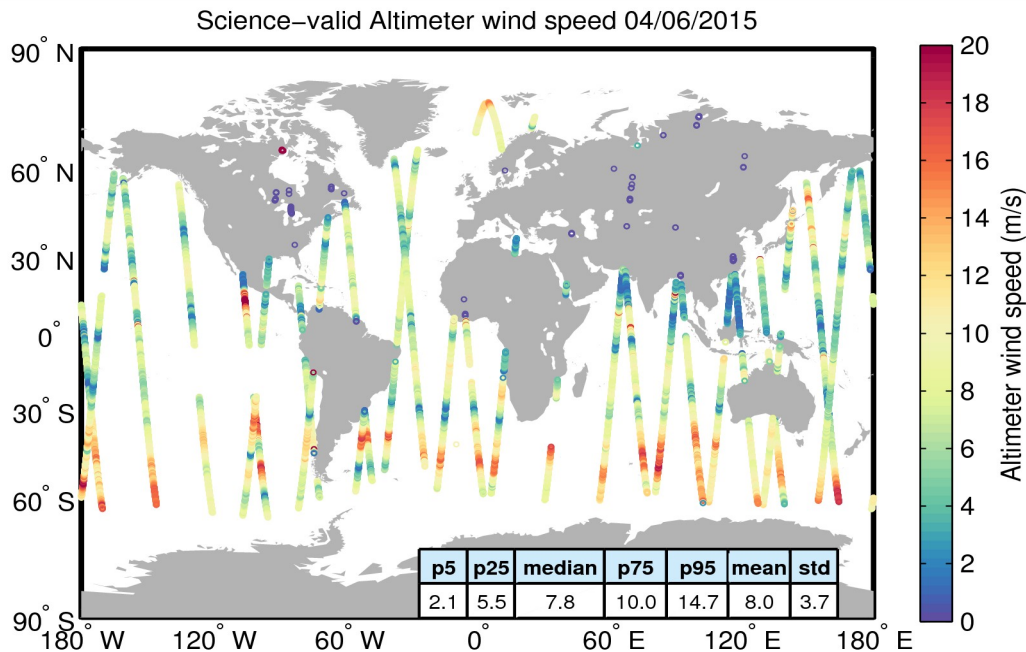 Science−valid Altimeter wind speed 04/06/2015
90° N
60° N
30° N
0°
30° S
60° S
90° S
180° W
120° W
60° W
0°
60° E
120° E
180° E
p5 p25 median p75 p95 mean std
2.1 5.5 7.8 10.0 14.7 8.0 3.7
20
18
16
14
12
10
8
6
4
2
0
Altimeter wind speed (m/s)